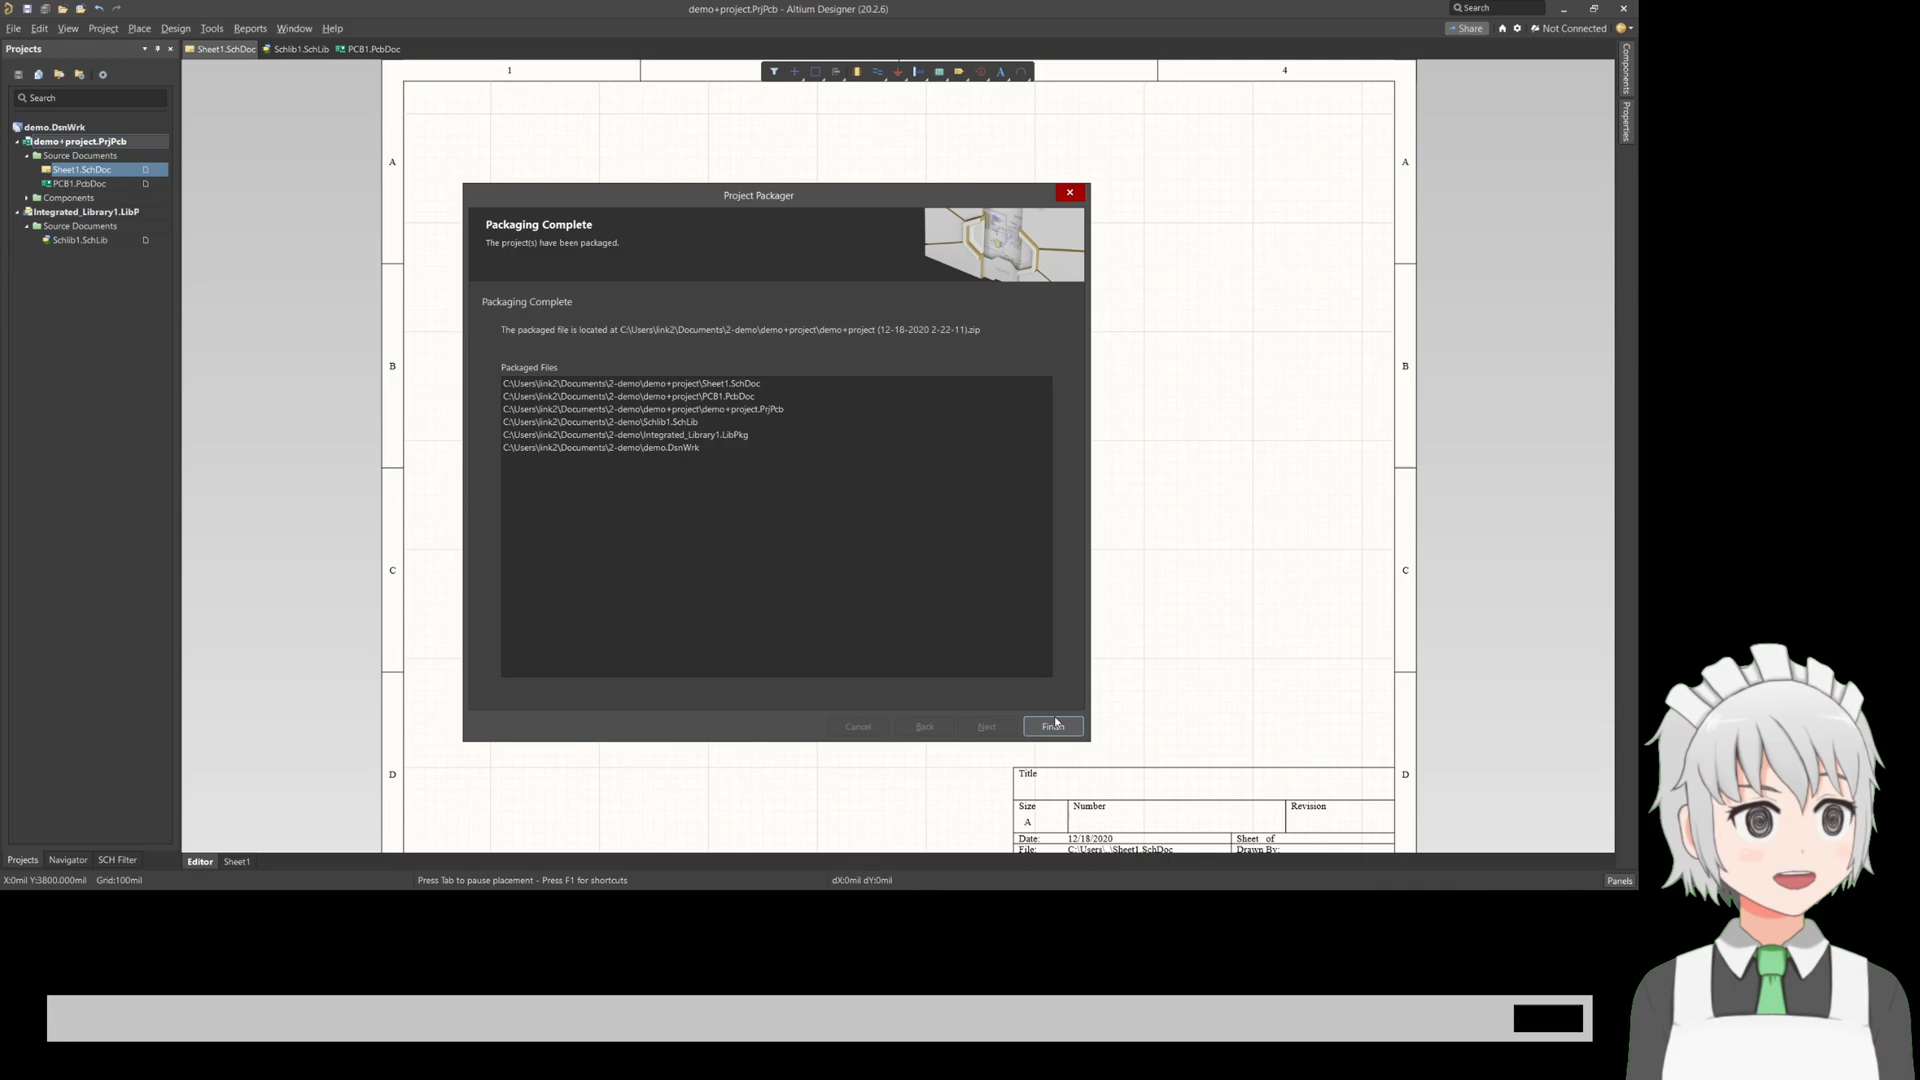 demo+project.PrjPcb - Altium Designer (20.2.6)
Search
File Edit View Project Place Design Tools Reports Window Help
Share
Not Connected
Projects
Sheet1.SchDoc
Schlib1.SchLib
PCB1.PcbDoc
Search
demo.DsnWrk
demo+project.PrjPcb
Source Documents
Sheet1.SchDoc
PCB1.PcbDoc
Components
Integrated_Library1.LibP
Source Documents
Schlib1.SchLib
Components
Properties
1
4
A
A
B
B
C
C
D
D
Project Packager
Packaging Complete
The project(s) have been packaged.
Packaging Complete
The packaged file is located at C:\Users\link2\Documents\2-demo\demo+project\demo+project (12-18-2020 2-22-11).zip
Packaged Files
C:\Users\link2\Documents\2-demo\demo+project\Sheet1.SchDoc
C:\Users\link2\Documents\2-demo\demo+project\PCB1.PcbDoc
C:\Users\link2\Documents\2-demo\demo+project\demo+project.PrjPcb
C:\Users\link2\Documents\2-demo\Schlib1.SchLib
C:\Users\link2\Documents\2-demo\Integrated_Library1.LibPkg
C:\Users\link2\Documents\2-demo\demo.DsnWrk
Cancel Back Next Finish
Title
Size Number Revision
A
Date: 12/18/2020 Sheet of
File: C:\Users\..\Sheet1.SchDoc Drawn By:
Projects Navigator SCH Filter
Editor Sheet1
X:0mil Y:3800.000mil Grid:100mil
Press Tab to pause placement - Press F1 for shortcuts
dX:0mil dY:0mil
Panels